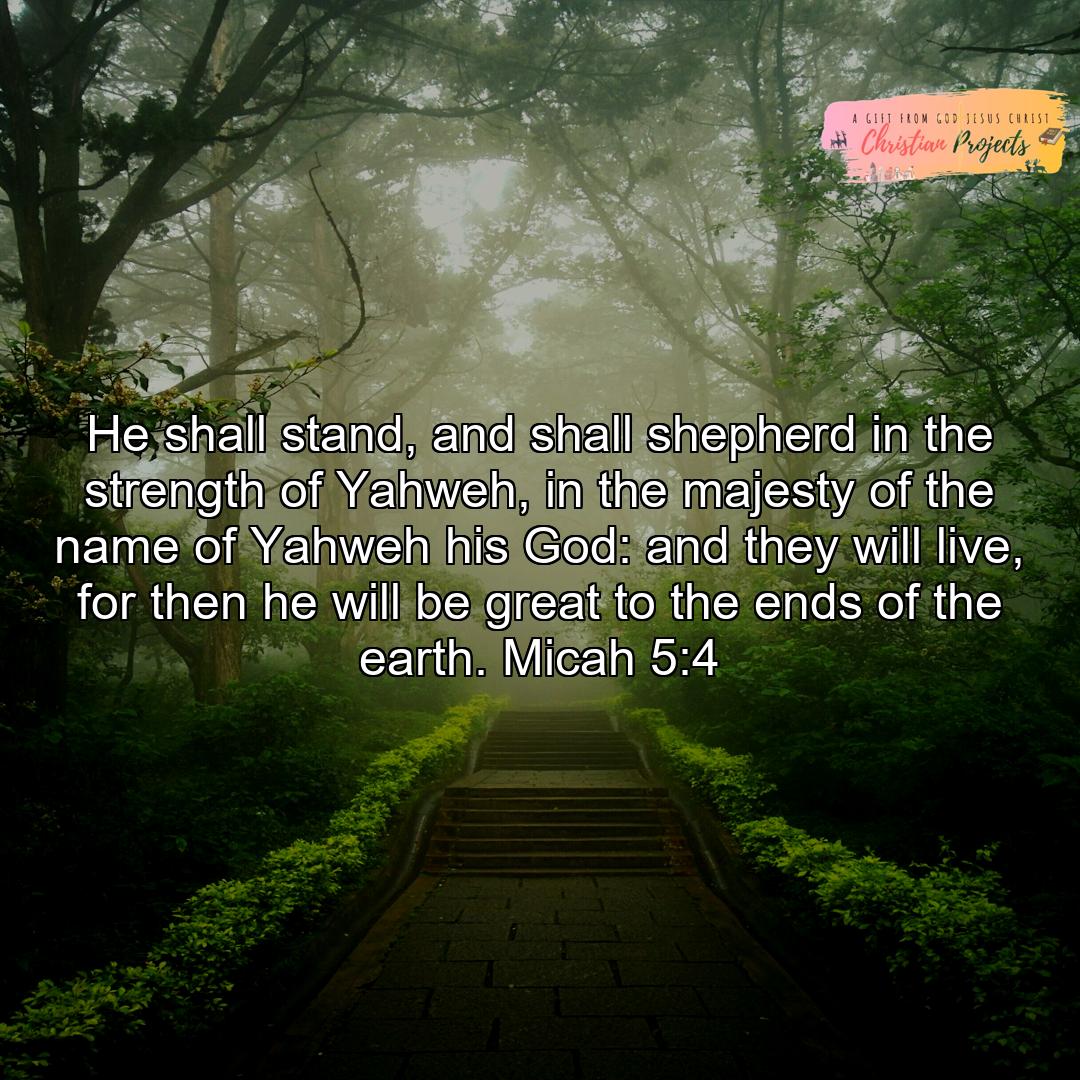 A GIFT FROM GOD JESUS CHRIST
Christian Projects
He shall stand, and shall shepherd in the
strength of Yahweh, in the majesty of the
name of Yahweh his God: and they will live,
for then he will be great to the ends of the
earth. Micah 5:4